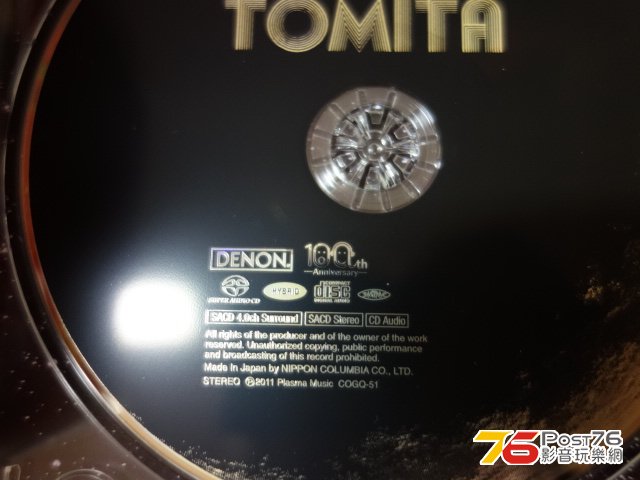 TOMITA
DENON. 100th
Anniversary
SUPER AUDIO CD HYBRID COMPACT disc DIGITAL AUDIO
SACD 4.0ch Surround SACD Stereo CD Audio
All rights of the producer and of the owner of the work
reserved. Unauthorized copying, public performance
and broadcasting of this record prohibited.
Made in Japan by NIPPON COLUMBIA CO., LTD.
STEREO Ⓟ2011 Plasma Music COGQ-51
76 Post76
影音玩樂網